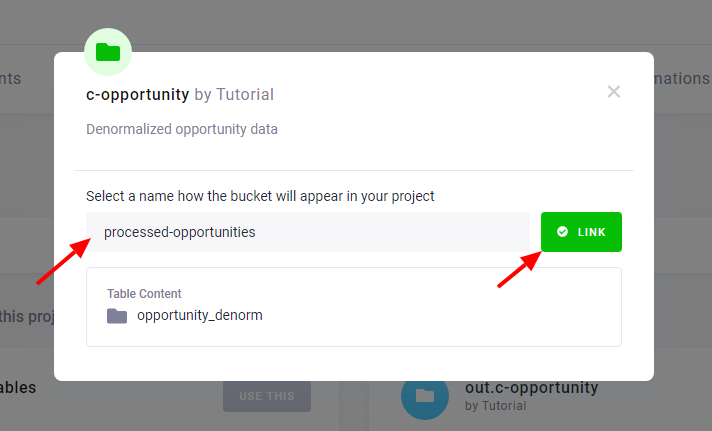 nts
mations
c-opportunity by Tutorial
Denormalized opportunity data
Select a name how the bucket will appear in your project
processed-opportunities
LINK
Table Content
opportunity_denorm
this proj
ables
USE THIS
out.c-opportunity
by Tutorial